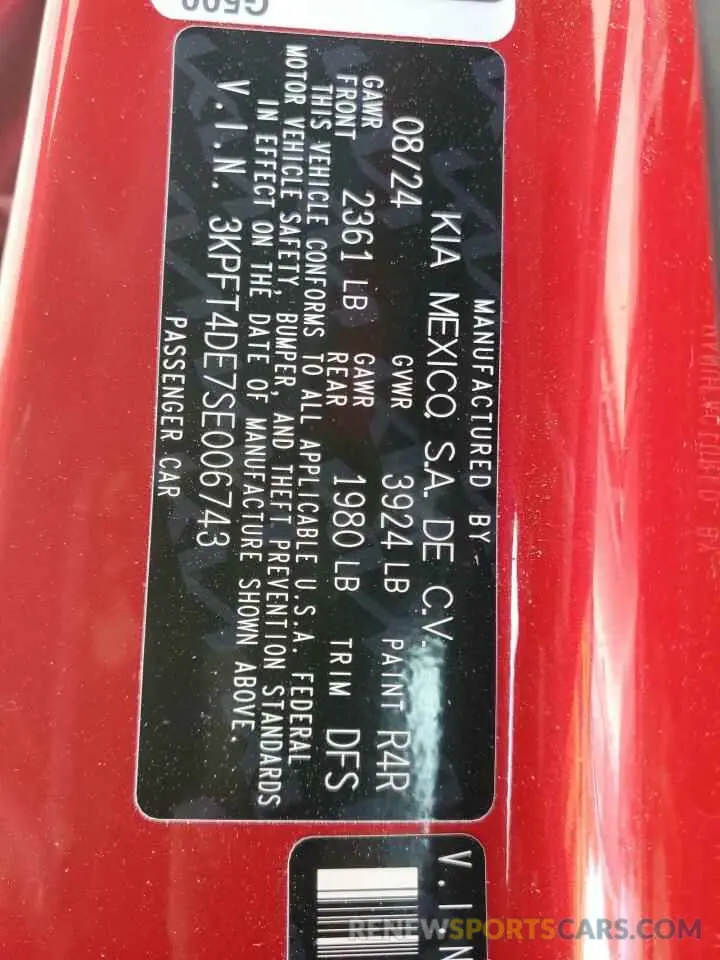 G500
MANUFACTURED BY
KIA MEXICO, S.A. DE C.V.
08/24 GVWR 3924 LB PAINT R4R
GAWR FRONT 2361 LB GAWR REAR 1980 LB TRIM DFS
THIS VEHICLE CONFORMS TO ALL APPLICABLE U.S.A. FEDERAL
MOTOR VEHICLE SAFETY, BUMPER, AND THEFT PREVENTION STANDARDS
IN EFFECT ON THE DATE OF MANUFACTURE SHOWN ABOVE.
V.I.N. 3KPFT4DE7SE006743
PASSENGER CAR
V.I.N
RENEWSPORTSCARS.COM